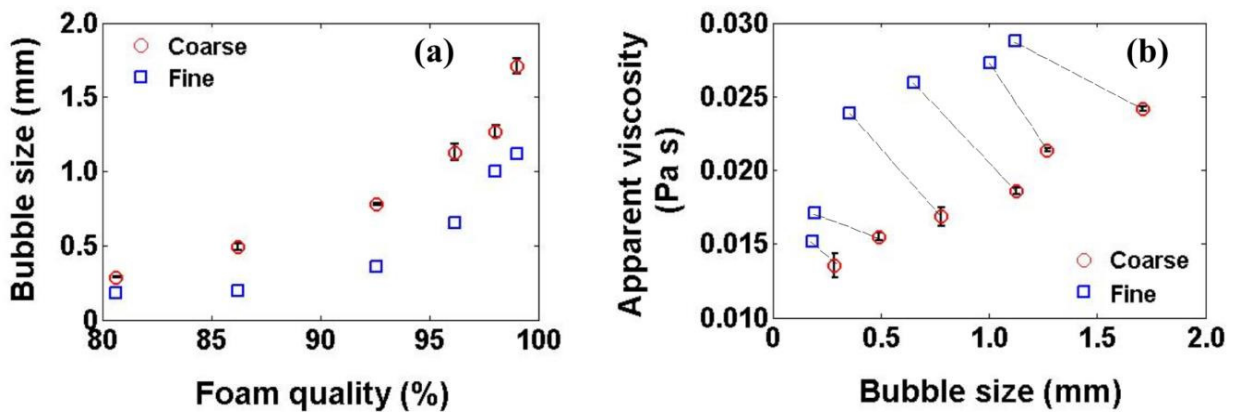 (a)
Coarse
Fine
Bubble size (mm)
2.0
1.5
1.0
0.5
0
80
85
90
95
100
Foam quality (%)
(b)
Coarse
Fine
Apparent viscosity
(Pa s)
0.030
0.025
0.020
0.015
0.010
0
0.5
1.0
1.5
2.0
Bubble size (mm)